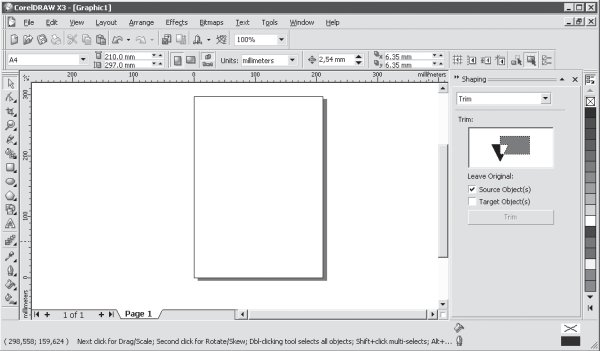 CorelDRAW X3 - [Graphic1]
File Edit View Layout Arrange Effects Bitmaps Text Tools Window Help
100%
A4 210.0 mm 297.0 mm Units: millimeters 2,54 mm 6.35 mm 6.35 mm
200 100 0 100 200 300 millimeters
Shaping
300
Trim
Trim:
200
Leave Original:
Source Object(s)
Target Object(s)
100
Trim
0
millimeters
1 of 1 Page 1
( 298,558; 159,624 ) Next click for Drag/Scale; Second click for Rotate/Skew; Dbl-clicking tool selects all objects; Shift+click multi-selects; Alt+...